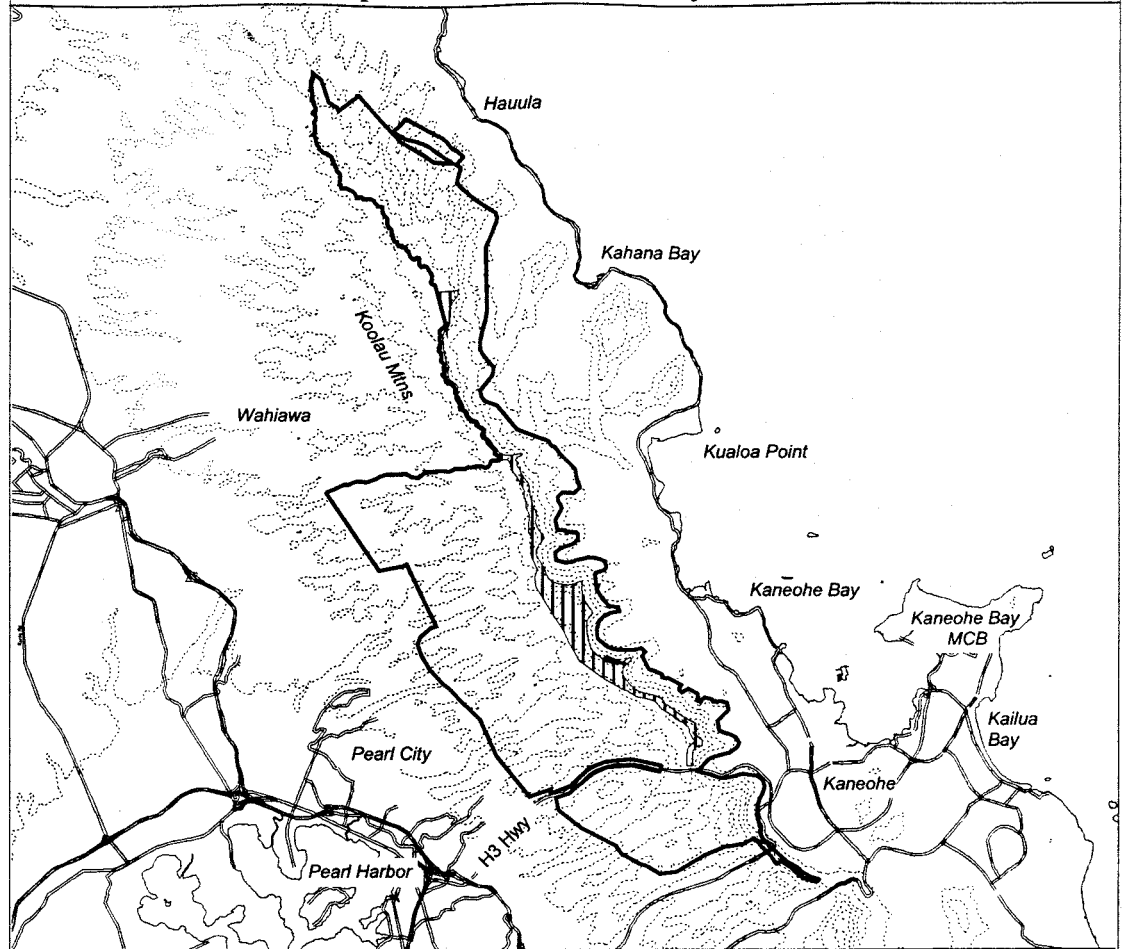 Hauula
Kahana Bay
Koolau Mtns
Wahiawa
Kualoa Point
Kaneohe Bay
Kaneohe Bay
MCB
Kailua
Bay
Pearl City
Kaneohe
H3 Hwy
Pearl Harbor